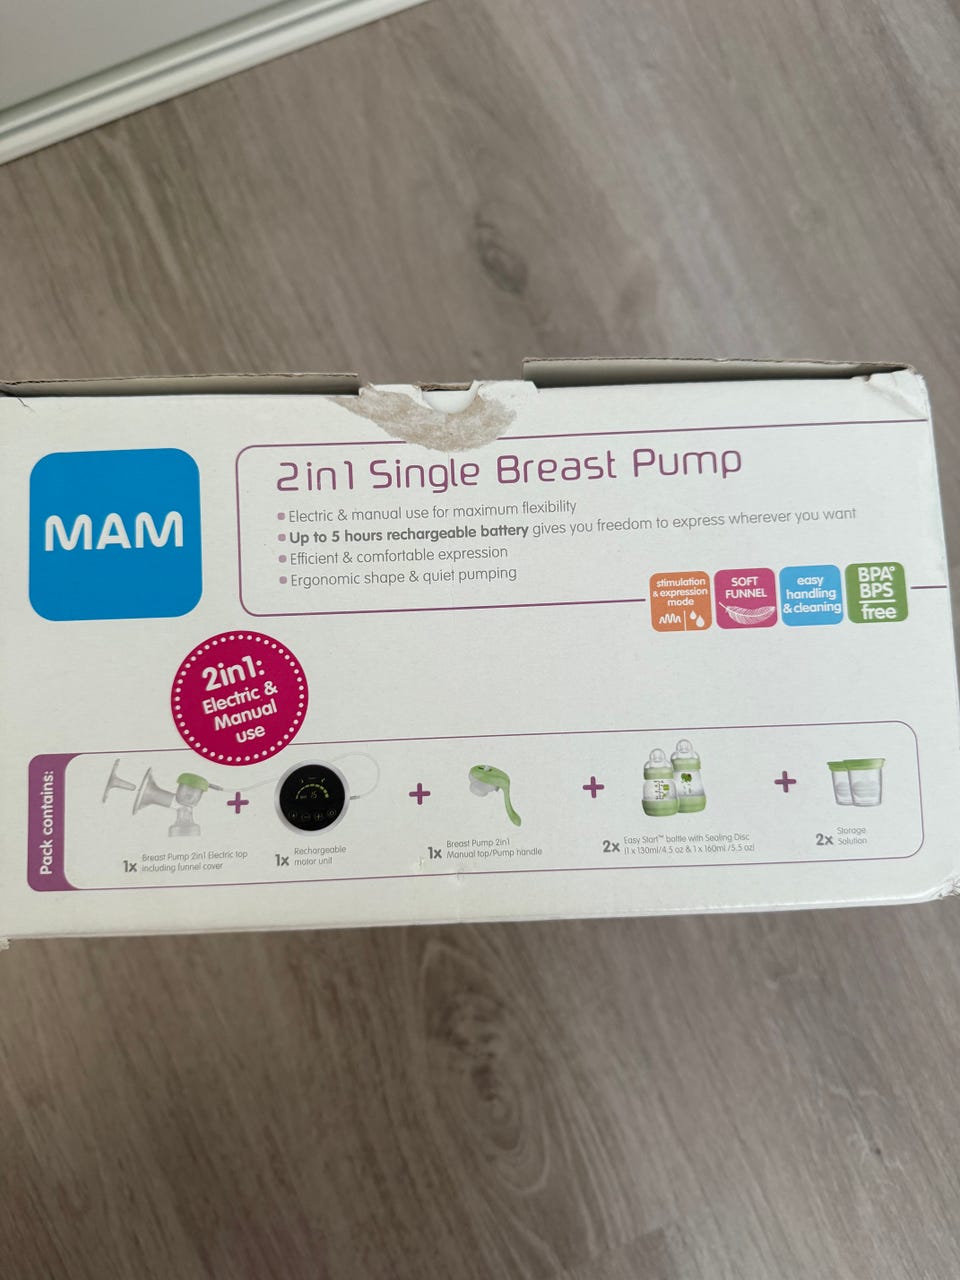 MAM
2in1 Single Breast Pump
Electric & manual use for maximum flexibility
Up to 5 hours rechargeable battery gives you freedom to express wherever you want
Efficient & comfortable expression
Ergonomic shape & quiet pumping
stimulation
& expression
mode
SOFT
FUNNEL
easy
handling
& cleaning
BPA°
BPS
free
2in1:
Electric &
Manual
use
Pack contains:
1x Breast Pump 2in1 Electric top
including funnel cover
1x Rechargeable
motor unit
1x Breast Pump 2in1
Manual top/Pump handle
2x Easy Start™ bottle with Sealing Disc
(1 x 130ml/4.5 oz & 1 x 160ml /5.5 oz)
2x Storage
Solution